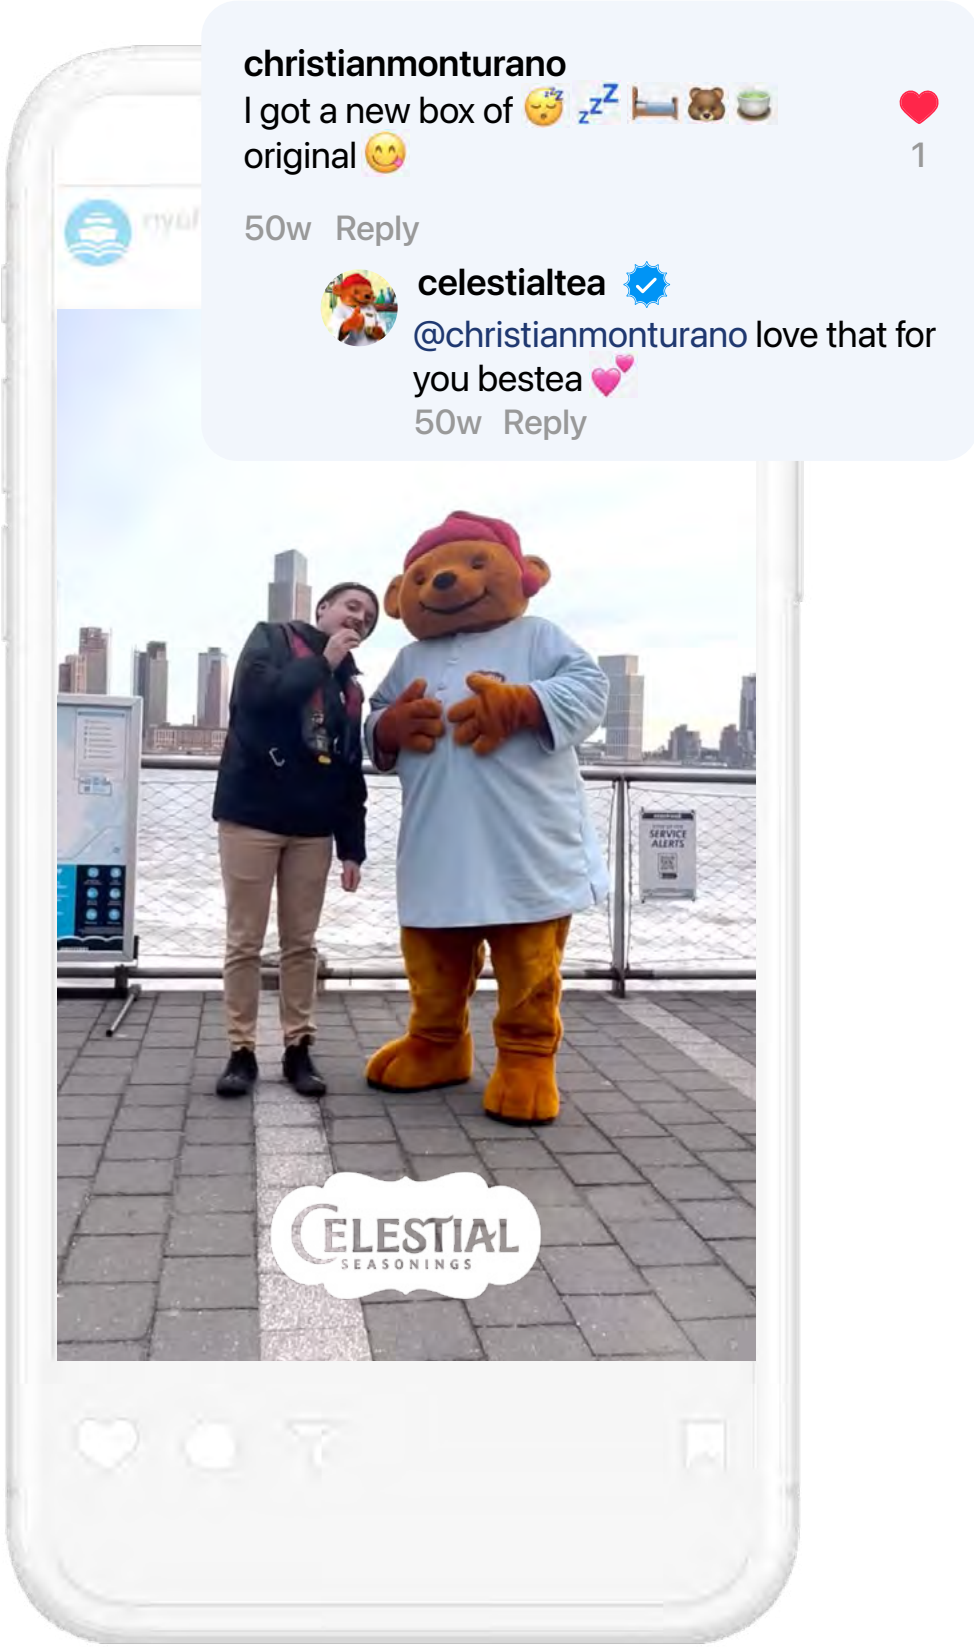 christianmonturano
I got a new box of 😴 💤 🛏️ 🐻 🍵
original 😋
1
50w Reply
celestialtea
@christianmonturano love that for
you bestea 💕
50w Reply
SERVICE
ALERTS
CELESTIAL
SEASONINGS